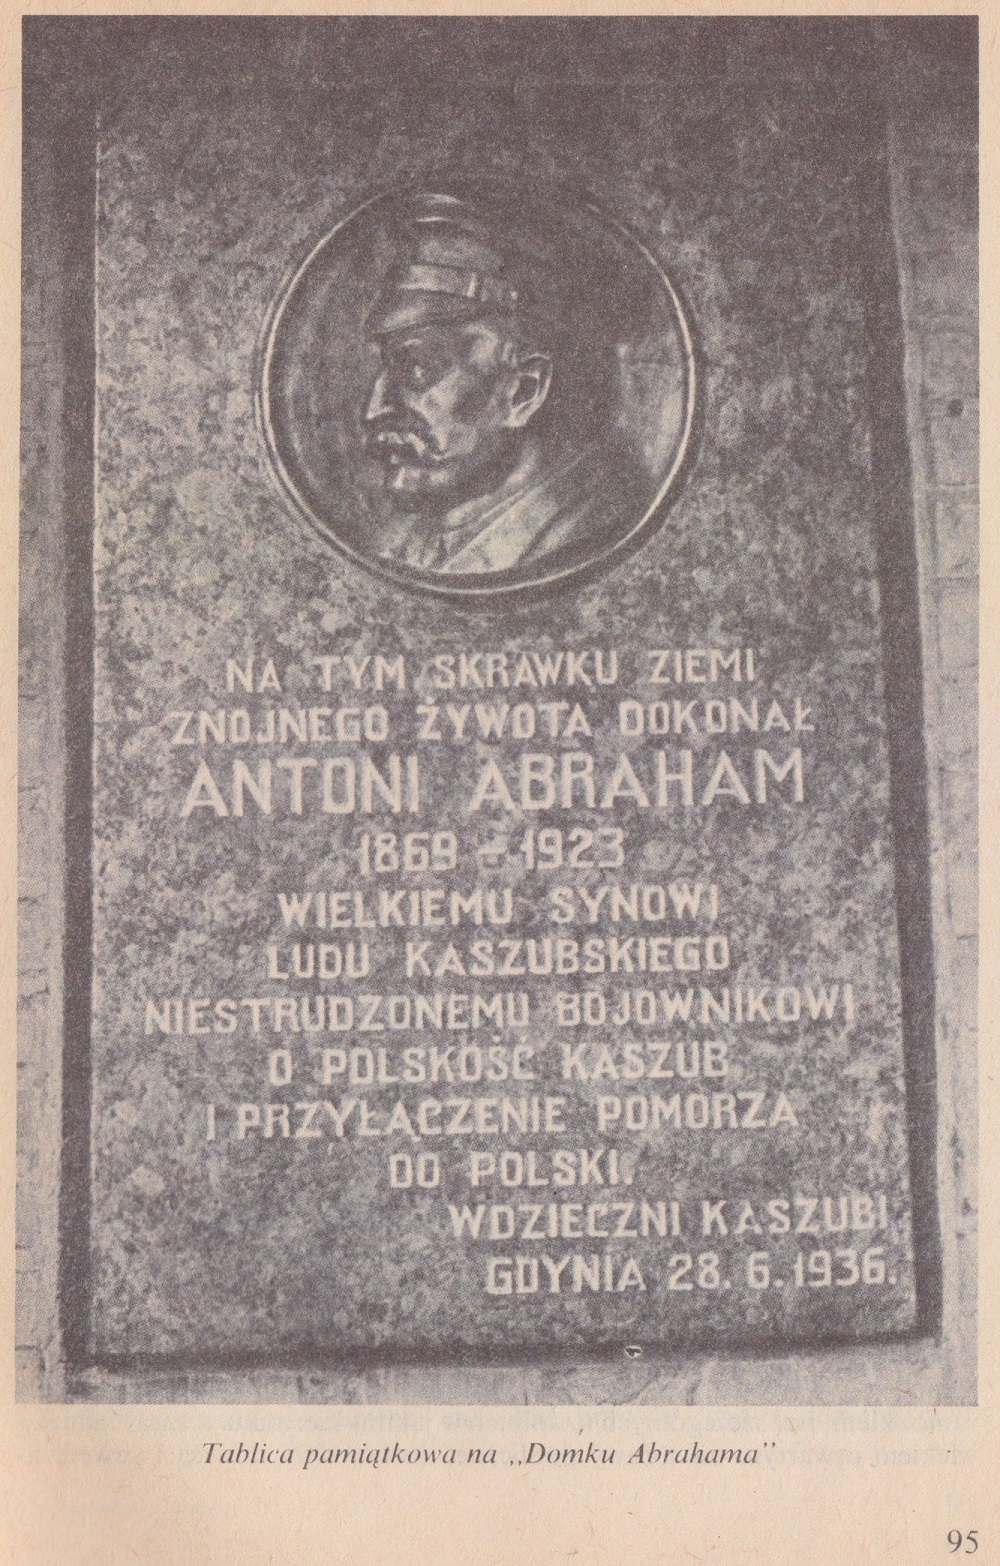 NA TYM SKRAWKU ZIEMI
ZNOJNEGO ŻYWOTA DOKONAŁ
ANTONI ABRAHAM
1869 – 1923
WIELKIEMU SYNOWI
LUDU KASZUBSKIEGO
NIESTRUDZONEMU BOJOWNIKOWI
O POLSKOŚĆ KASZUB
I PRZYŁĄCZENIE POMORZA
DO POLSKI.
WDZIĘCZNI KASZUBI
GDYNIA 28. 6. 1936.
Tablica pamiątkowa na „Domku Abrahama”
95